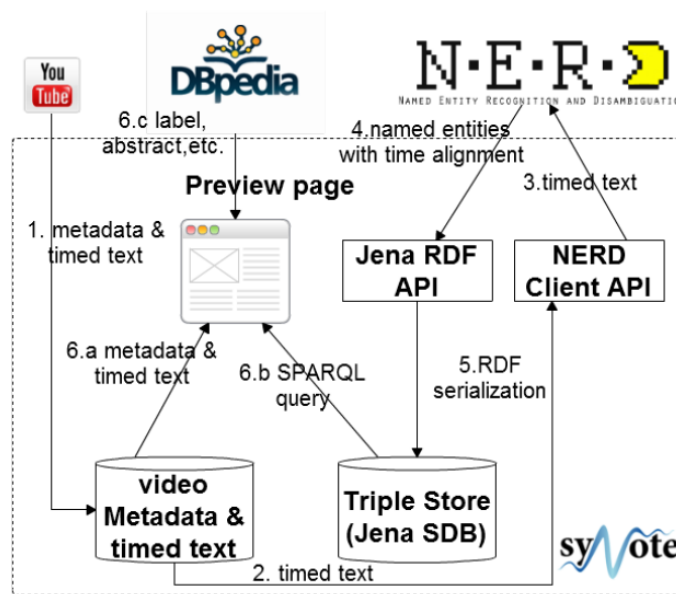 You
Tube
DBpedia
N·E·R·D
NAMED ENTITY RECOGNITION AND DISAMBIGUATION
6.c label,
abstract,etc.
4.named entities
with time alignment
3.timed text
Preview page
1. metadata &
timed text
Jena RDF
API
NERD
Client API
6.a metadata &
timed text
6.b SPARQL
query
5.RDF
serialization
video
Metadata &
timed text
Triple Store
(Jena SDB)
synote
2. timed text